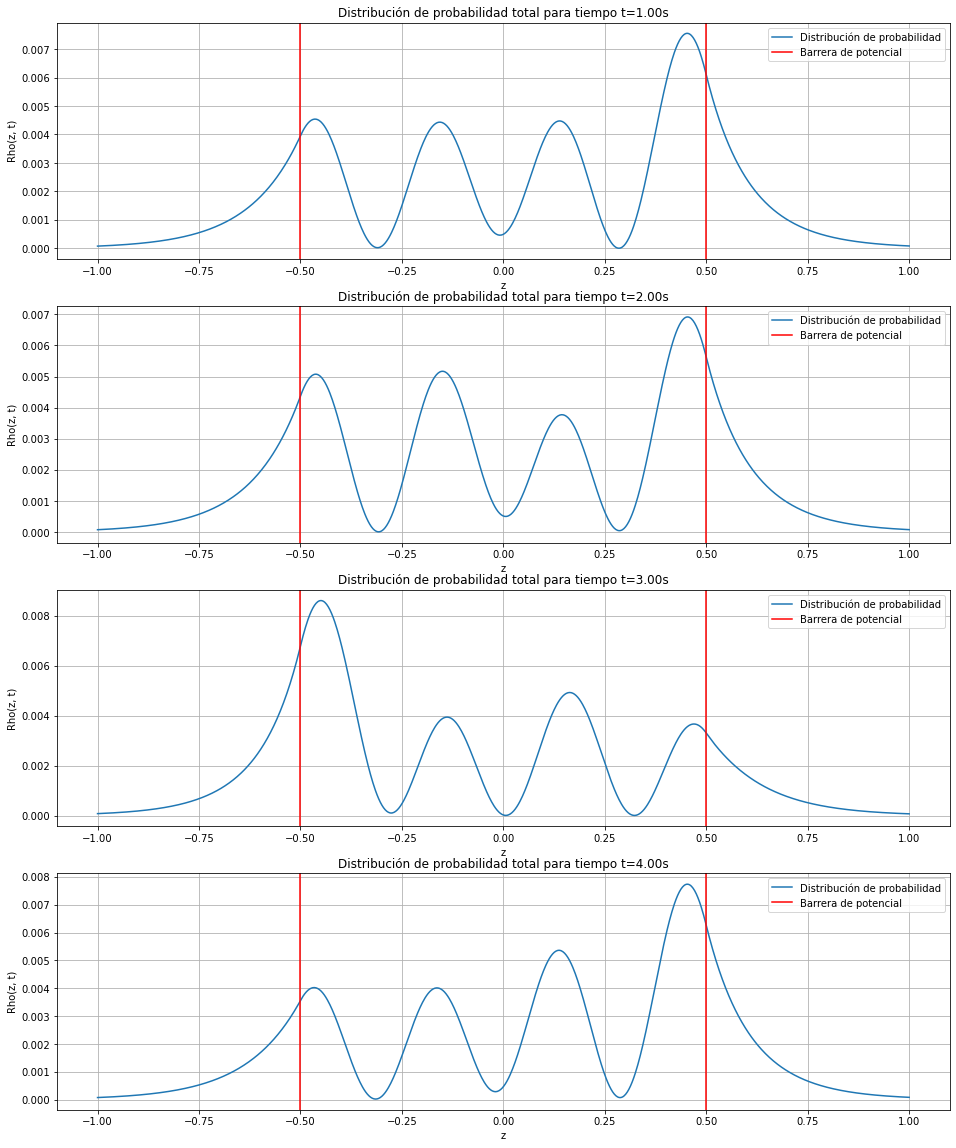 Distribución de probabilidad total para tiempo t=1.00s
Distribución de probabilidad
Barrera de potencial
0.007
0.006
0.005
0.004
0.003
0.002
0.001
0.000
Rho(z, t)
−1.00 −0.75 −0.50 −0.25 0.00 0.25 0.50 0.75 1.00
z
Distribución de probabilidad total para tiempo t=2.00s
Distribución de probabilidad
Barrera de potencial
0.007
0.006
0.005
0.004
0.003
0.002
0.001
0.000
Rho(z, t)
−1.00 −0.75 −0.50 −0.25 0.00 0.25 0.50 0.75 1.00
z
Distribución de probabilidad total para tiempo t=3.00s
Distribución de probabilidad
Barrera de potencial
0.008
0.006
0.004
0.002
0.000
Rho(z, t)
−1.00 −0.75 −0.50 −0.25 0.00 0.25 0.50 0.75 1.00
z
Distribución de probabilidad total para tiempo t=4.00s
Distribución de probabilidad
Barrera de potencial
0.008
0.007
0.006
0.005
0.004
0.003
0.002
0.001
0.000
Rho(z, t)
−1.00 −0.75 −0.50 −0.25 0.00 0.25 0.50 0.75 1.00
z